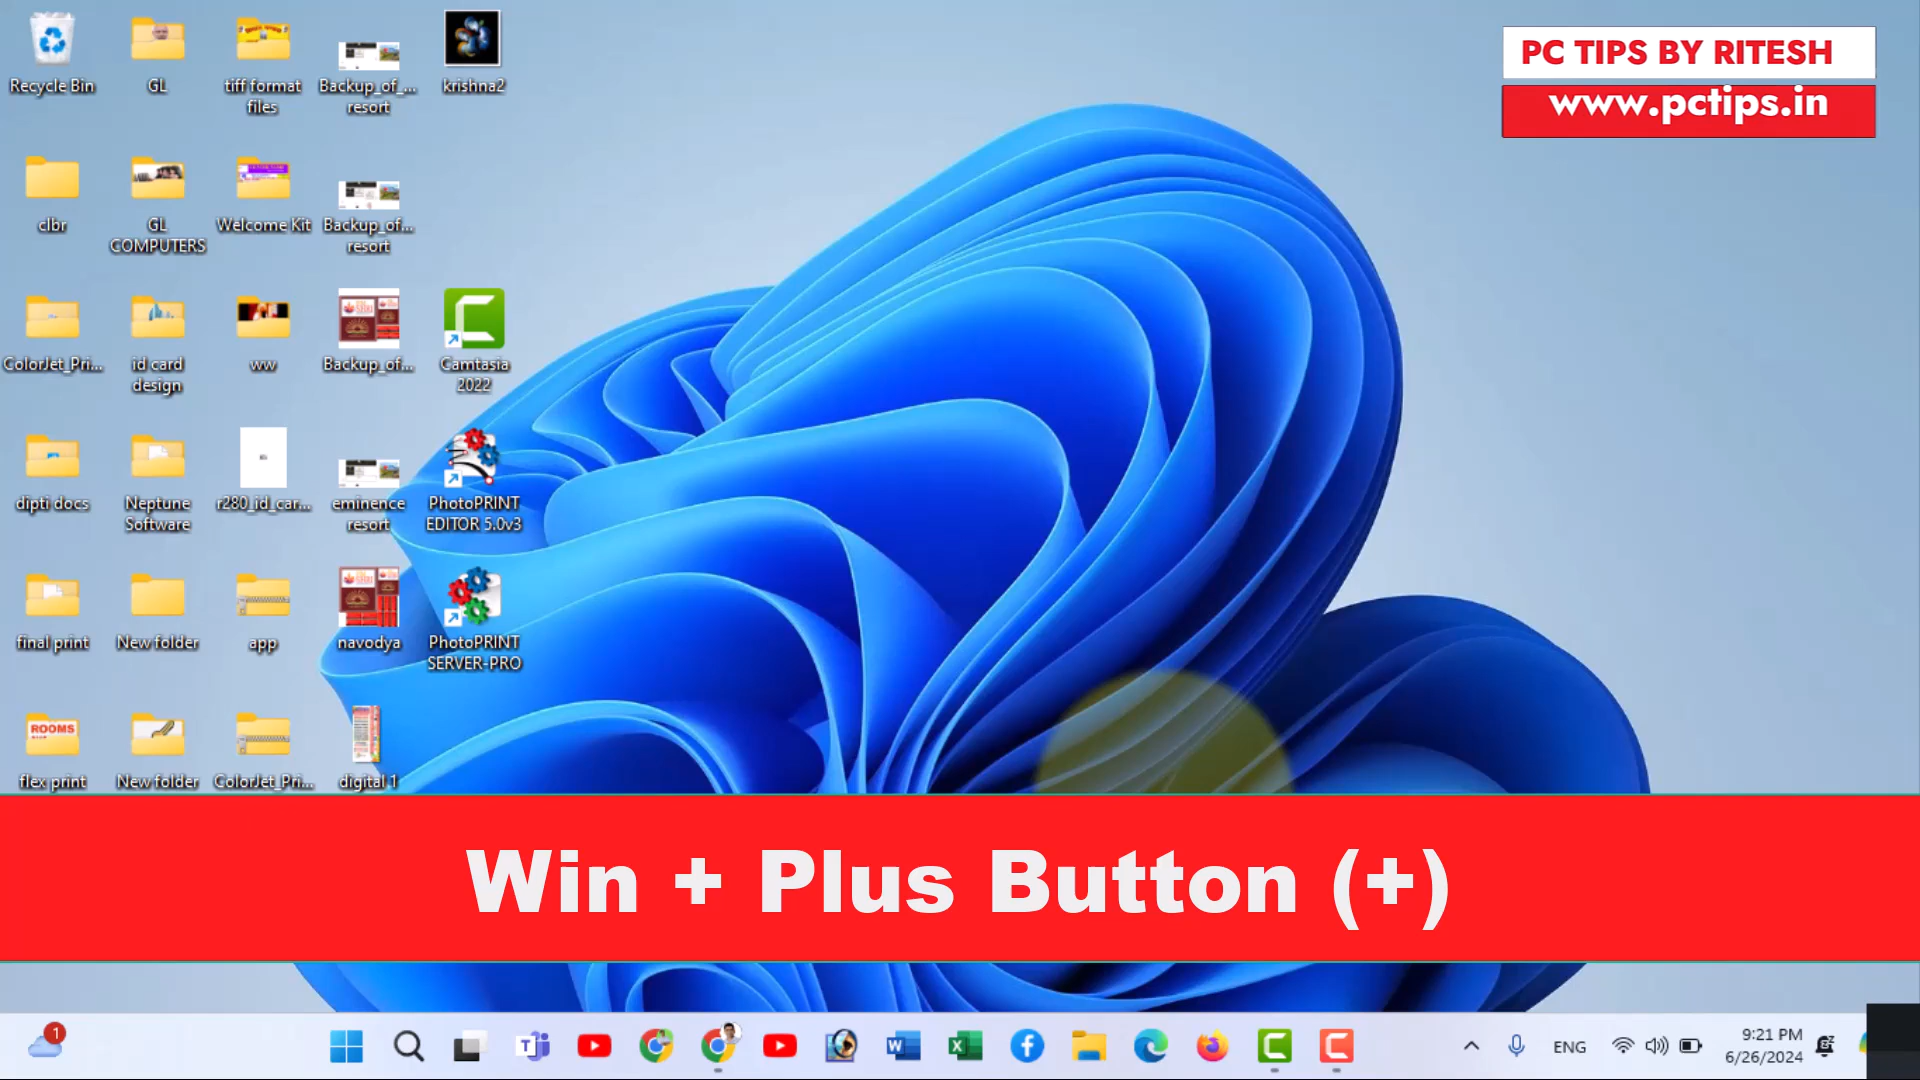 PC TIPS BY RITESH
www.pctips.in
Recycle Bin
GL
tiff format
files
Backup_of_...
resort
krishna2
clbr
GL
COMPUTERS
Welcome Kit
Backup_of...
resort
ColorJet_Pri...
id card
design
ww
Backup_of...
Camtasia
2022
dipti docs
Neptune
Software
r280_id_car...
eminence
resort
PhotoPRINT
EDITOR 5.0v3
final print
New folder
app
navodya
PhotoPRINT
SERVER-PRO
ROOMS
flex print
New folder
ColorJet_Pri...
digital 1
Win + Plus Button (+)
1
ENG
9:21 PM
6/26/2024